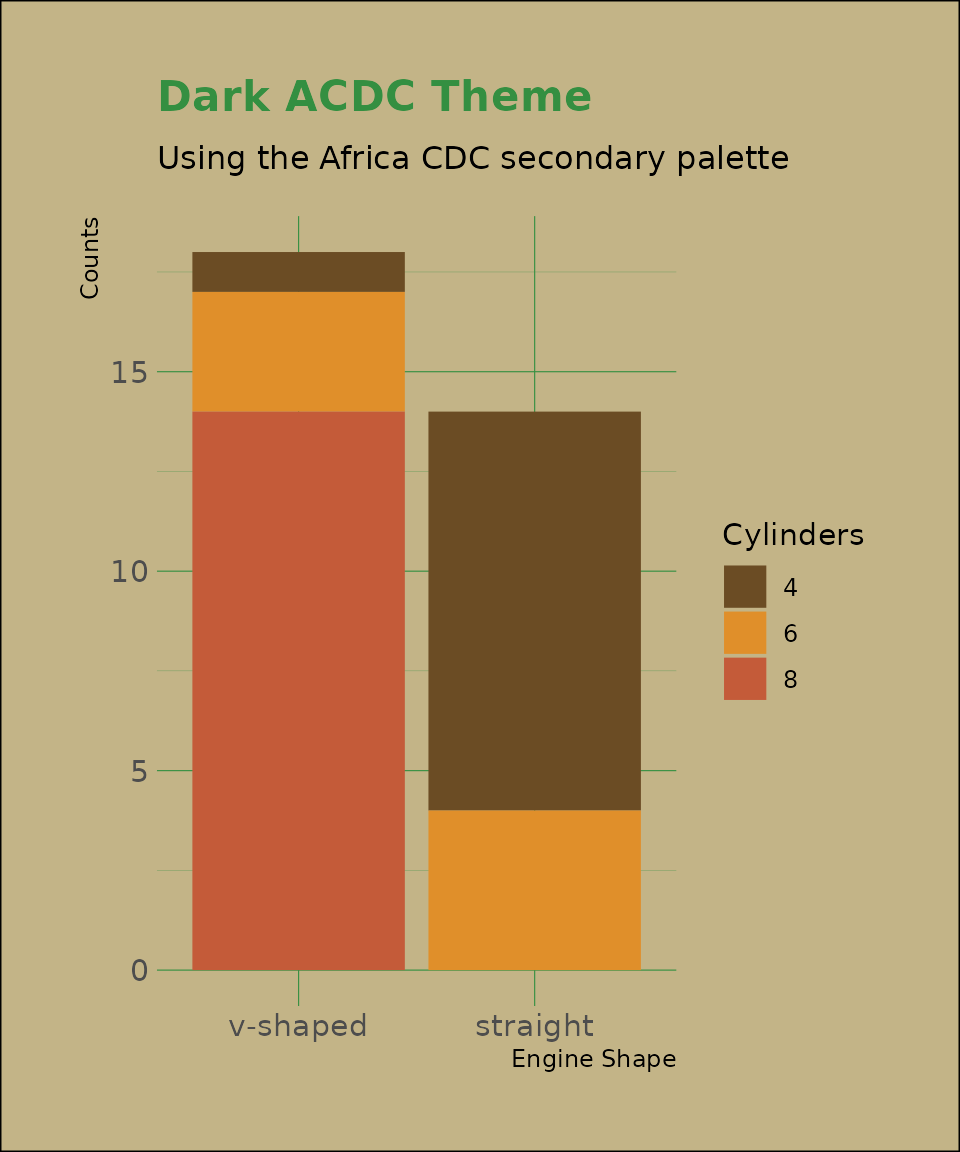 Dark ACDC Theme
Using the Africa CDC secondary palette
Counts
15
10
5
0
v-shaped straight
Engine Shape
Cylinders
4
6
8